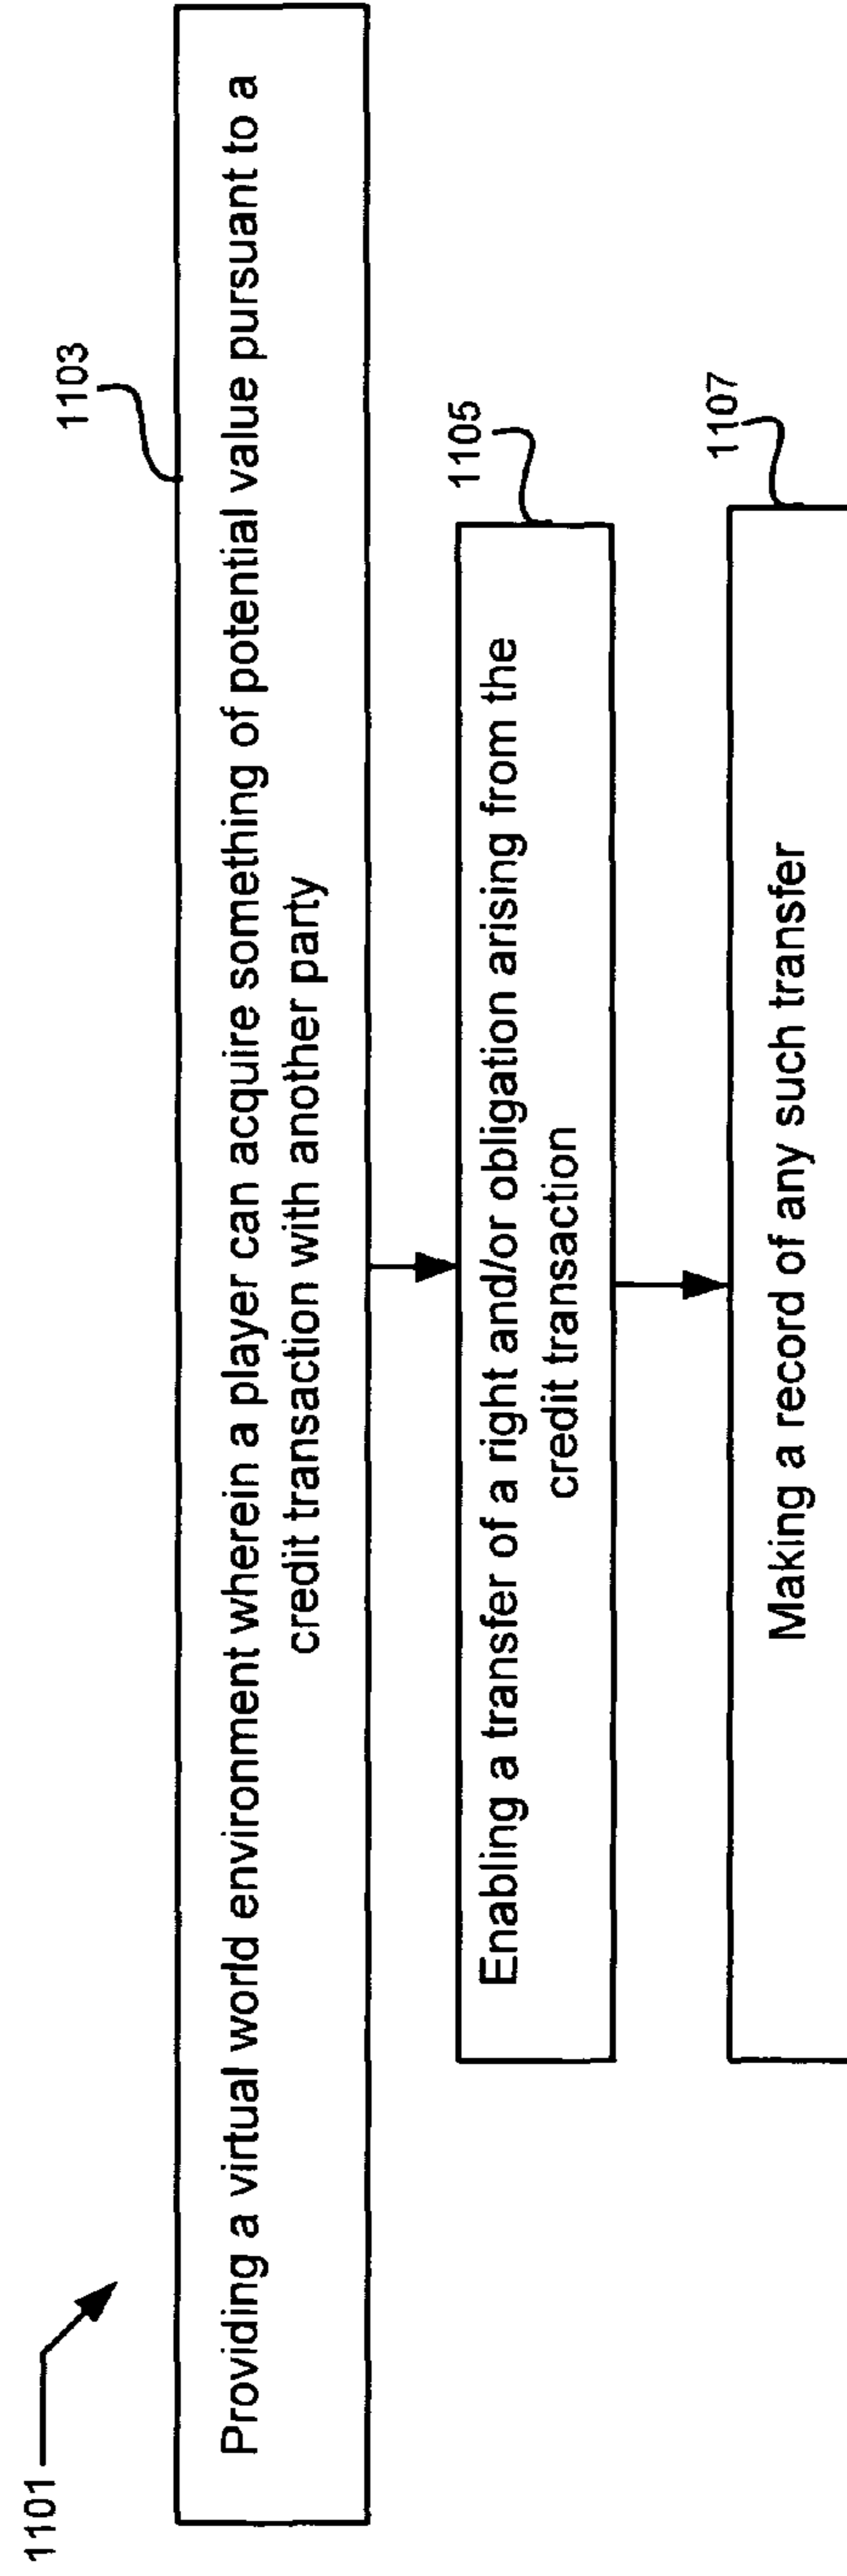 1101
1103
Providing a virtual world environment wherein a player can acquire something of potential value pursuant to a
credit transaction with another party
1105
Enabling a transfer of a right and/or obligation arising from the
credit transaction
1107
Making a record of any such transfer